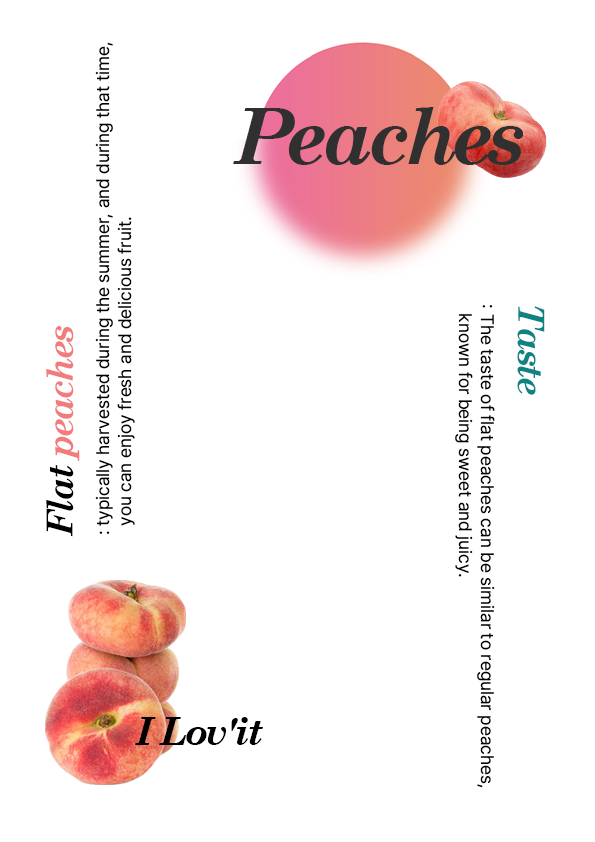 Peaches
Flat peaches
: typically harvested during the summer, and during that time,
you can enjoy fresh and delicious fruit.
Taste
: The taste of flat peaches can be similar to regular peaches,
known for being sweet and juicy.
I Lov'it